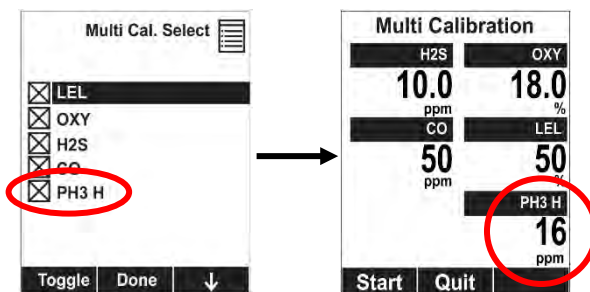 Multi Cal. Select
LEL
OXY
H2S
CO
PH3 H
Toggle Done ↓
Multi Calibration
H2S OXY
10.0 18.0
ppm %
CO LEL
50 50
ppm %
PH3 H
16
ppm
Start Quit